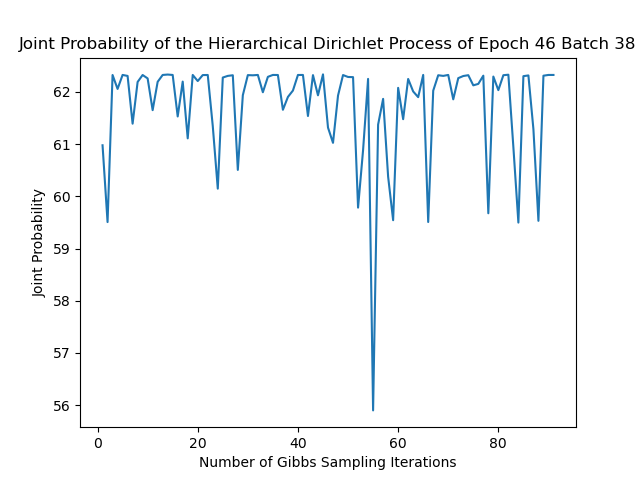 Joint Probability of the Hierarchical Dirichlet Process of Epoch 46 Batch 38
62
61
60
59
58
57
56
Joint Probability
0 20 40 60 80
Number of Gibbs Sampling Iterations